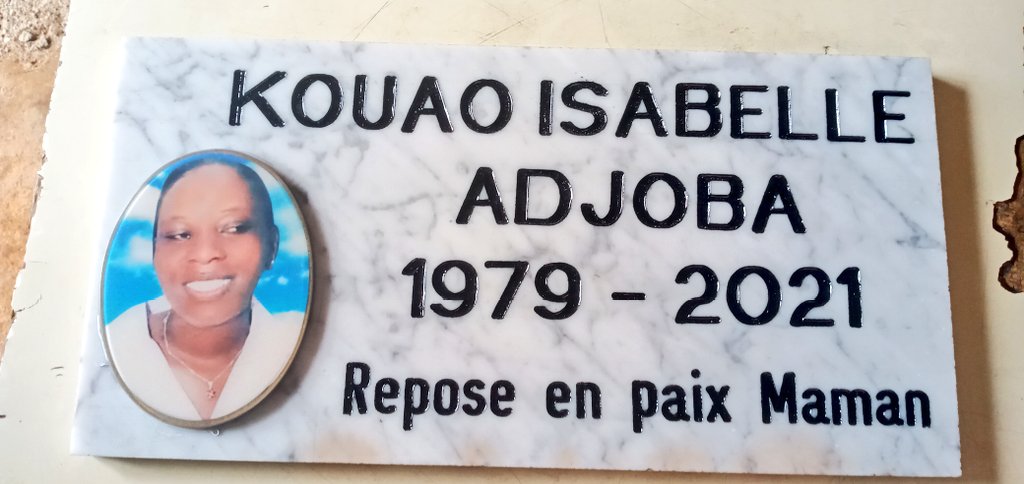 KOUAO ISABELLE
ADJOBA
1979 - 2021
Repose en paix Maman